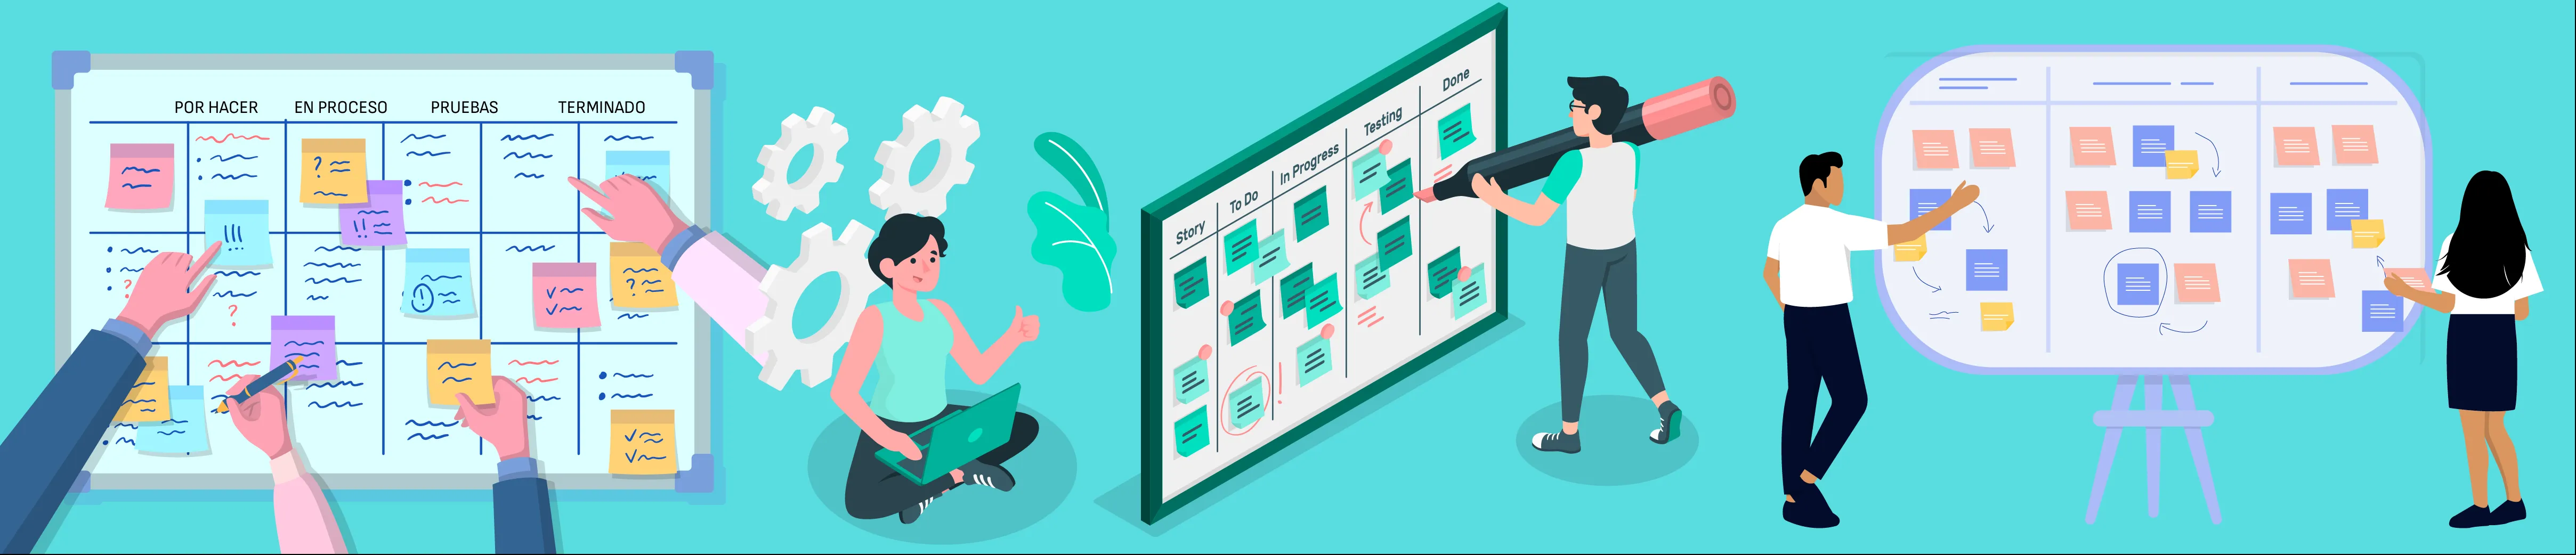 POR HACER EN PROCESO PRUEBAS TERMINADO
Story To Do In Progress Testing Done